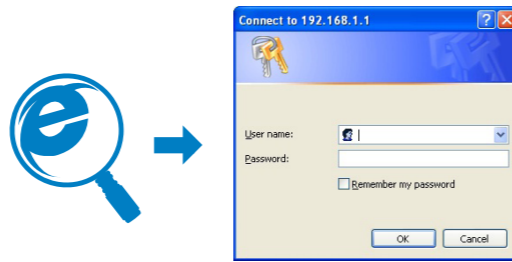 Connect to 192.168.1.1
User name:
Password:
Remember my password
OK Cancel